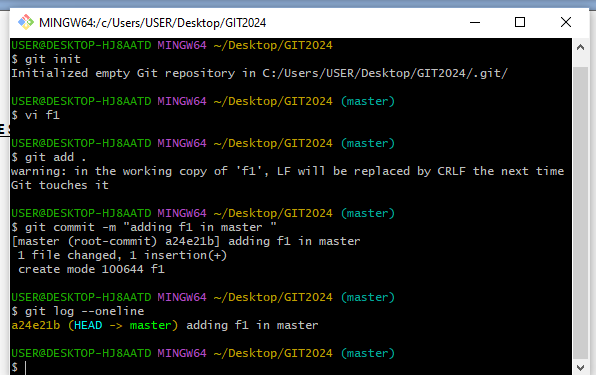 MINGW64:/c/Users/USER/Desktop/GIT2024
USER@DESKTOP-HJ8AATD MINGW64 ~/Desktop/GIT2024
$ git init
Initialized empty Git repository in C:/Users/USER/Desktop/GIT2024/.git/
USER@DESKTOP-HJ8AATD MINGW64 ~/Desktop/GIT2024 (master)
$ vi f1
USER@DESKTOP-HJ8AATD MINGW64 ~/Desktop/GIT2024 (master)
$ git add .
warning: in the working copy of 'f1', LF will be replaced by CRLF the next time
Git touches it
USER@DESKTOP-HJ8AATD MINGW64 ~/Desktop/GIT2024 (master)
$ git commit -m "adding f1 in master "
[master (root-commit) a24e21b] adding f1 in master
 1 file changed, 1 insertion(+)
 create mode 100644 f1
USER@DESKTOP-HJ8AATD MINGW64 ~/Desktop/GIT2024 (master)
$ git log --oneline
a24e21b (HEAD -> master) adding f1 in master
USER@DESKTOP-HJ8AATD MINGW64 ~/Desktop/GIT2024 (master)
$